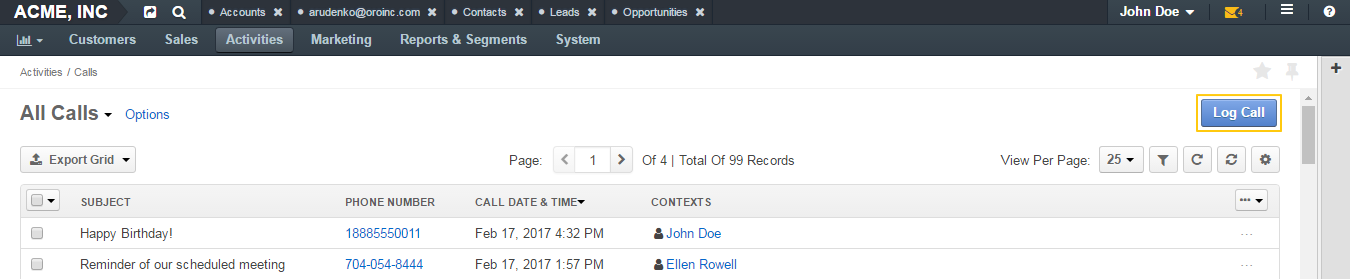 ACME, INC Accounts × arudenko@oroinc.com × Contacts × Leads × Opportunities × John Doe 4
Customers Sales Activities Marketing Reports & Segments System
Activities / Calls
All Calls Options Log Call
Export Grid Page: 1 Of 4 | Total Of 99 Records View Per Page: 25
SUBJECT PHONE NUMBER CALL DATE & TIME CONTEXTS ...
Happy Birthday! 18885550011 Feb 17, 2017 4:32 PM John Doe ...
Reminder of our scheduled meeting 704-054-8444 Feb 17, 2017 1:57 PM Ellen Rowell ...